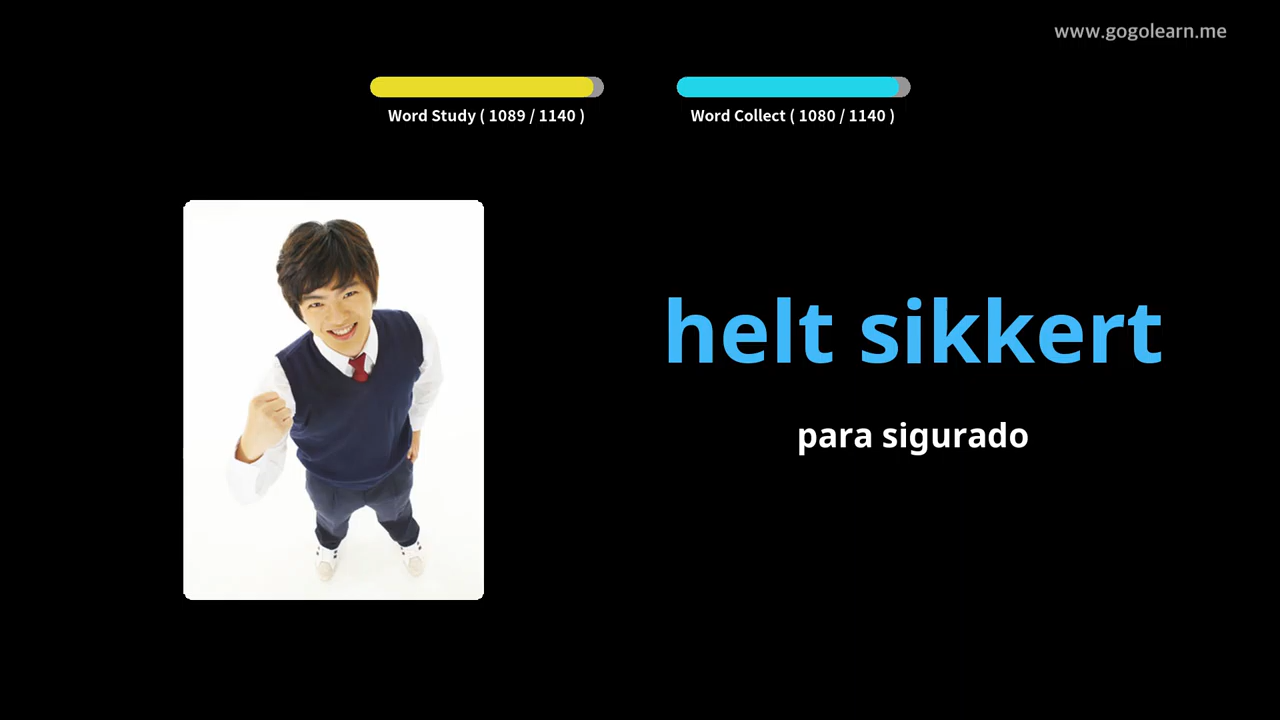 www.gogolearn.me
Word Study ( 1089 / 1140 )
Word Collect ( 1080 / 1140 )
helt sikkert
para sigurado